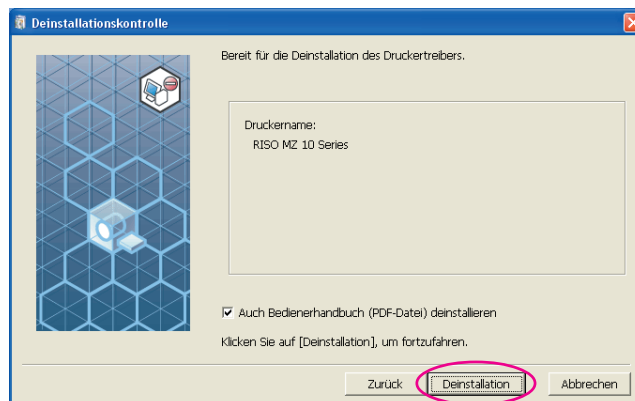 Deinstallationskontrolle
Bereit für die Deinstallation des Druckertreibers.
Druckername:
RISO MZ 10 Series
Auch Bedienerhandbuch (PDF-Datei) deinstallieren
Klicken Sie auf [Deinstallation], um fortzufahren.
Zurück Deinstallation Abbrechen